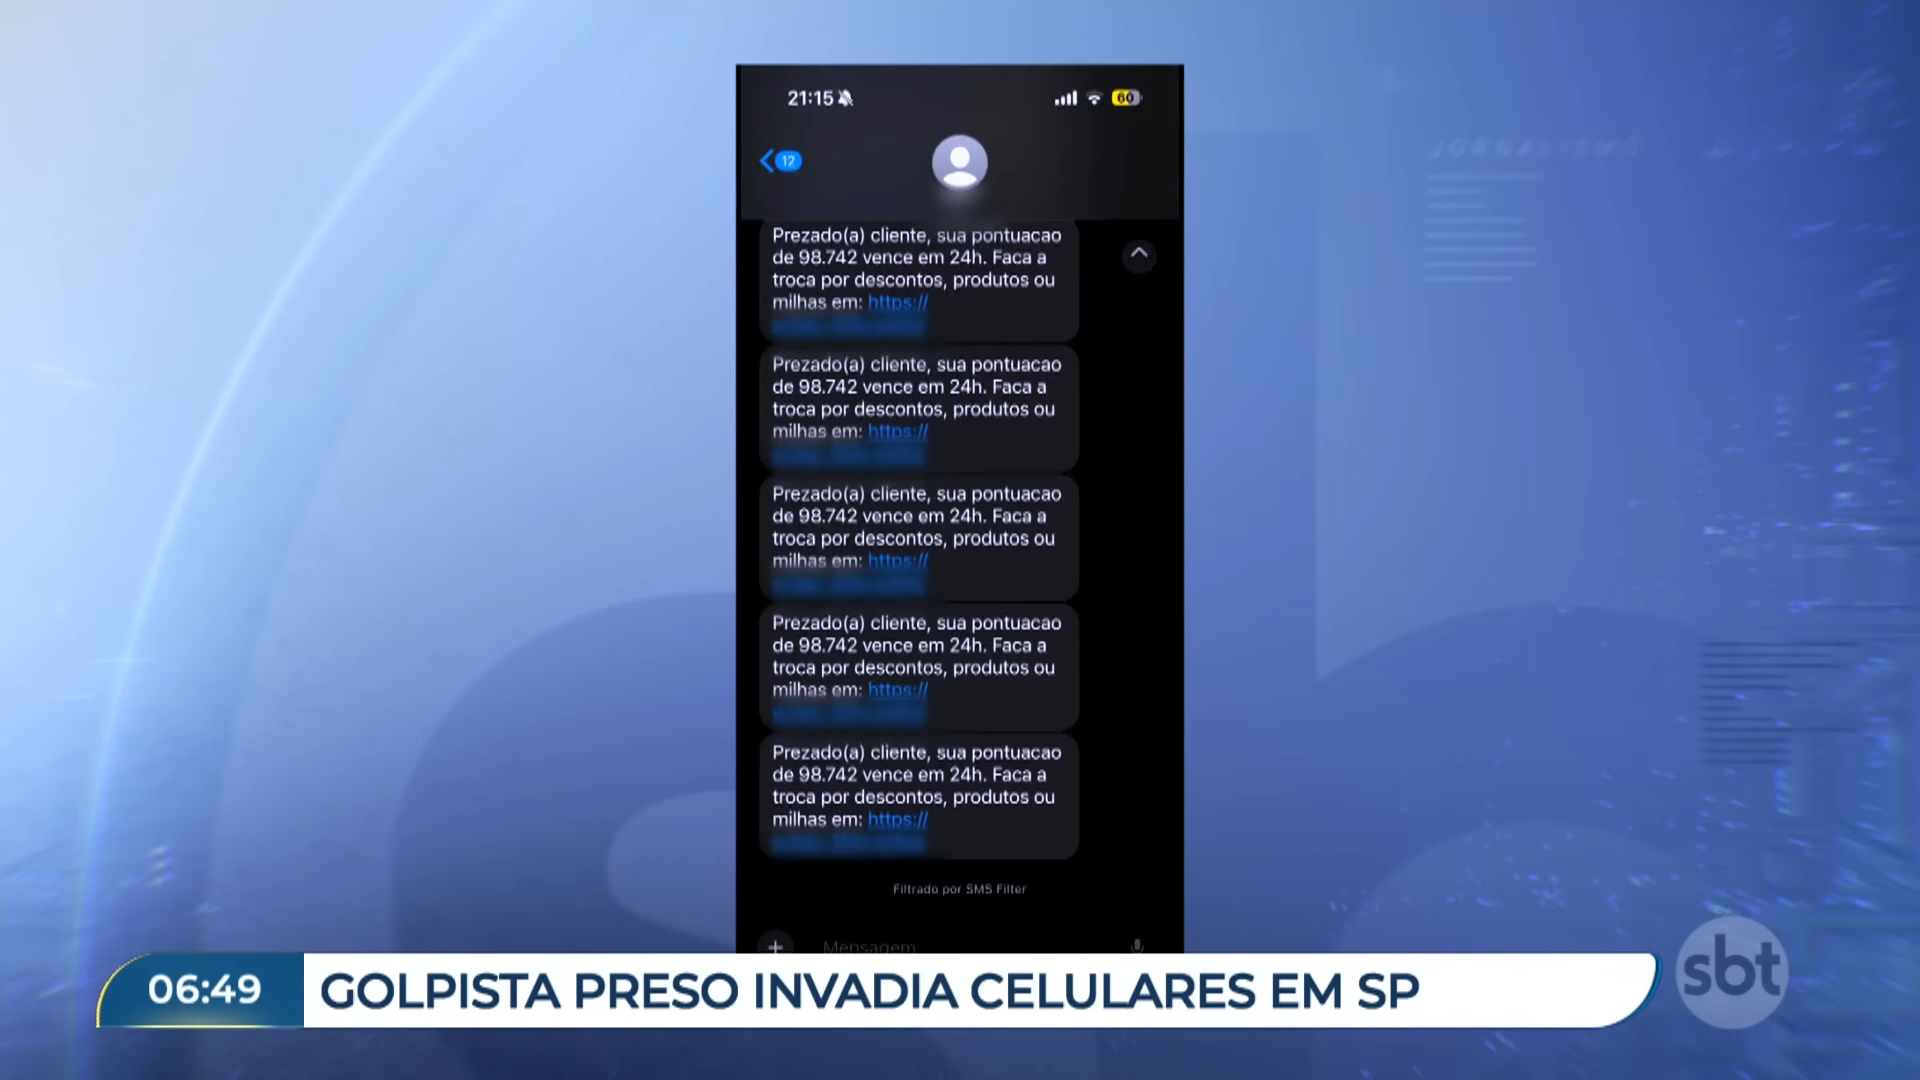 JORNALISMO
21:15
60
12
Prezado(a) cliente, sua pontuacao
de 98.742 vence em 24h. Faca a
troca por descontos, produtos ou
milhas em: https://
Prezado(a) cliente, sua pontuacao
de 98.742 vence em 24h. Faca a
troca por descontos, produtos ou
milhas em: https://
Prezado(a) cliente, sua pontuacao
de 98.742 vence em 24h. Faca a
troca por descontos, produtos ou
milhas em: https://
Prezado(a) cliente, sua pontuacao
de 98.742 vence em 24h. Faca a
troca por descontos, produtos ou
milhas em: https://
Prezado(a) cliente, sua pontuacao
de 98.742 vence em 24h. Faca a
troca por descontos, produtos ou
milhas em: https://
Filtrado por SMS Filter
Mensagem
06:49
GOLPISTA PRESO INVADIA CELULARES EM SP
sbt